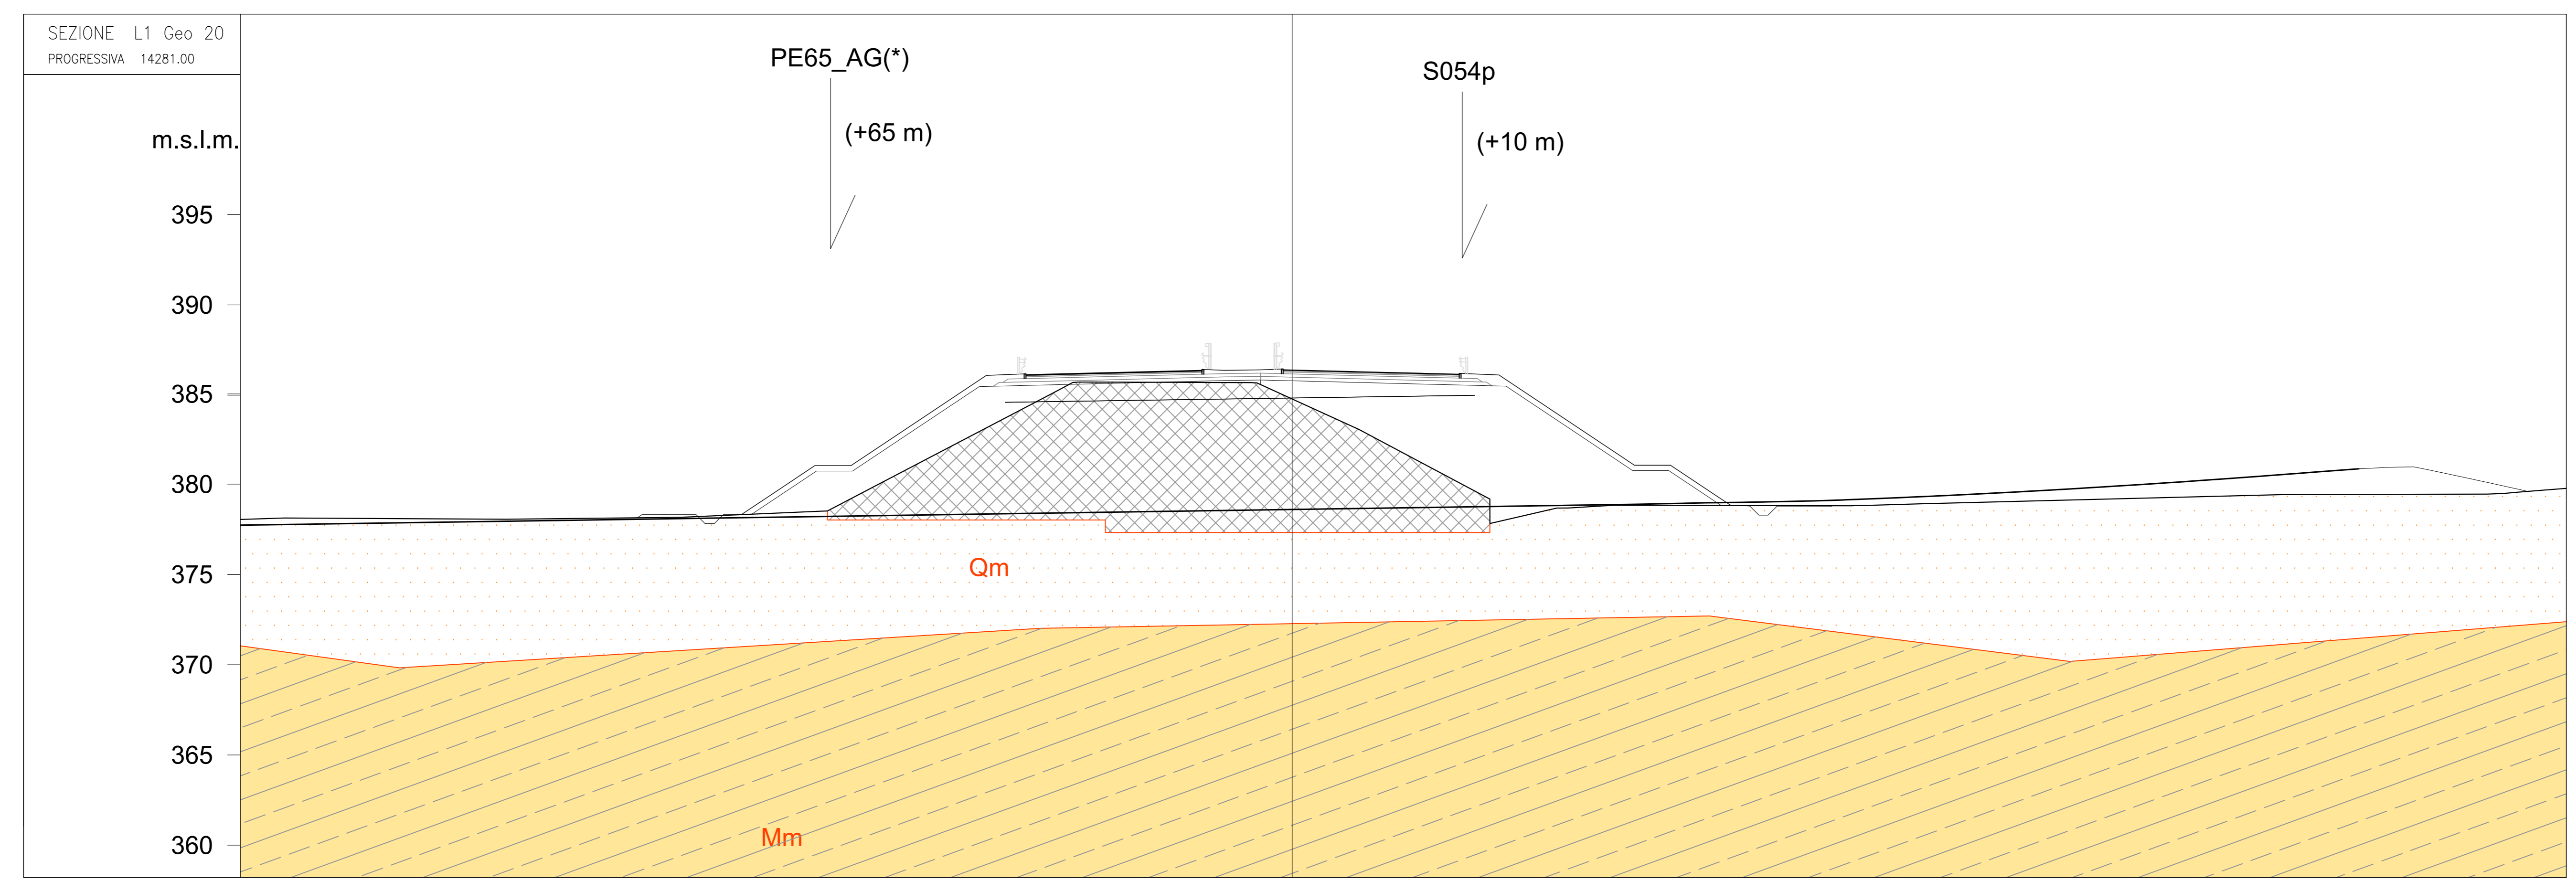 SEZIONE L1 Geo 20
PROGRESSIVA 14281.00
PE65_AG(*)
S054p
(+65 m)
(+10 m)
m.s.l.m.
395
390
385
380
375
Qm
370
365
360
Mm